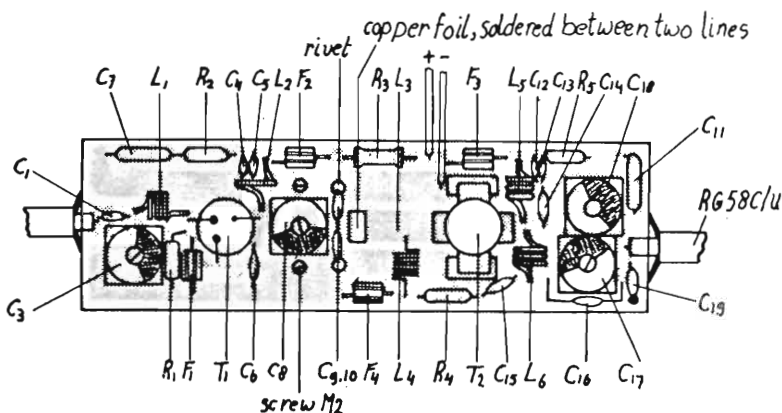 copper foil, soldered between two lines
rivet
+ -
C7 L1 R2 C4 C5 L2 F2 R3 L3 F3 L5 C12 C13 R5 C14 C18
C11
C1
RG58C/U
C3
C19
R1 F1 T1 C6 C8 C9.10 F4 L4 R4 T2 C15 L6 C16 C17
screw M2